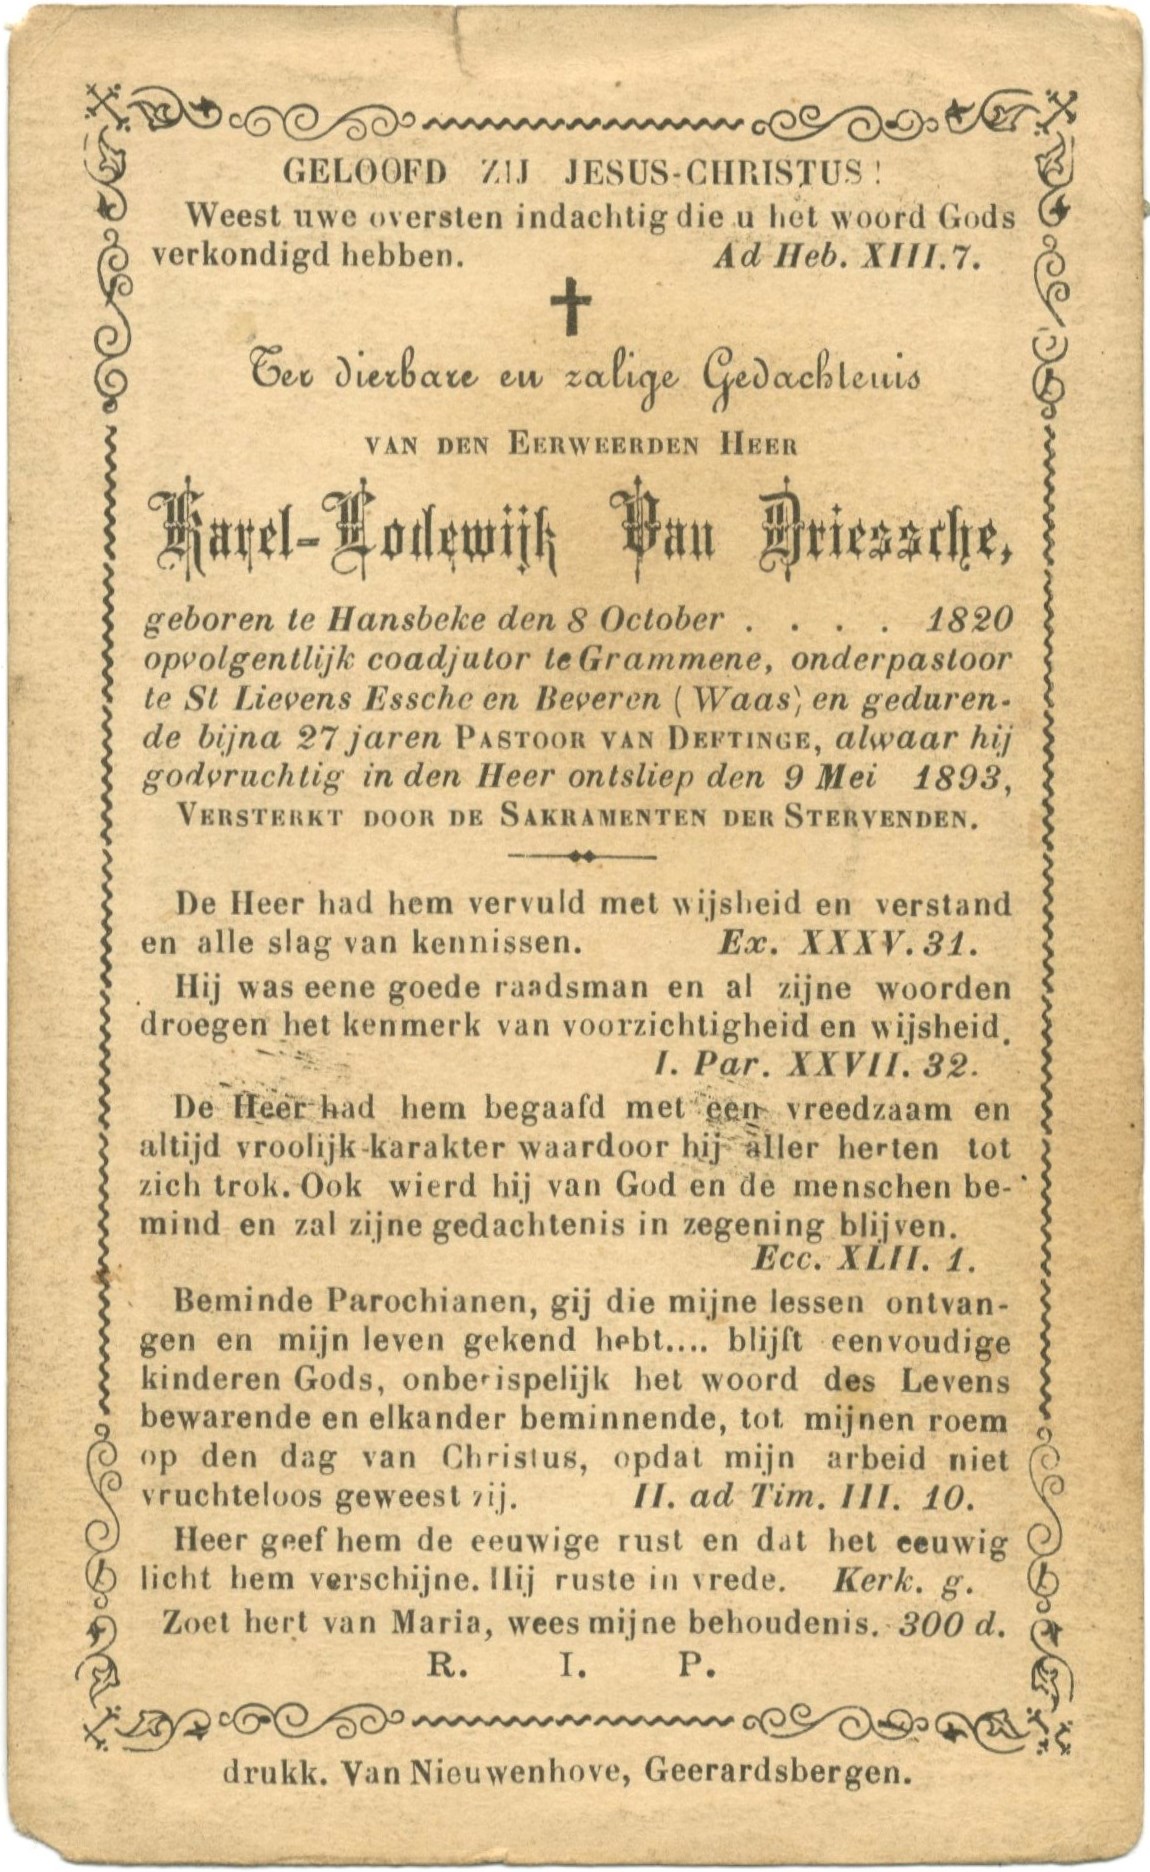 GELOOFD ZIJ JESUS-CHRISTUS!
Weest uwe oversten indachtig die u het woord Gods
verkondigd hebben. Ad Heb. XIII.7.
Ter dierbare en zalige Gedachtenis
VAN DEN EERWEERDEN HEER
Karel-Lodewijk Van Driessche,
geboren te Hansbeke den 8 October . . . . 1820
opvolgentlijk coadjutor te Grammene, onderpastoor
te St Lievens Essche en Beveren (Waas) en geduren-
de bijna 27 jaren PASTOOR VAN DEFTINGE, alwaar hij
godvruchtig in den Heer ontsliep den 9 Mei 1893,
VERSTERKT DOOR DE SAKRAMENTEN DER STERVENDEN.
De Heer had hem vervuld met wijsheid en verstand
en alle slag van kennissen. Ex. XXXV.31.
Hij was eene goede raadsman en al zijne woorden
droegen het kenmerk van voorzichtigheid en wijsheid.
I. Par. XXVII. 32.
De Heer had hem begaafd met een vreedzaam en
altijd vroolijk karakter waardoor hij aller herten tot
zich trok. Ook wierd hij van God en de menschen be-
mind en zal zijne gedachtenis in zegening blijven.
Ecc. XLII. 1.
Beminde Parochianen, gij die mijne lessen ontvan-
gen en mijn leven gekend hebt.... blijft eenvoudige
kinderen Gods, onberispelijk het woord des Levens
bewarende en elkander beminnende, tot mijnen roem
op den dag van Christus, opdat mijn arbeid niet
vruchteloos geweest zij. II. ad Tim. III. 10.
Heer geef hem de eeuwige rust en dat het eeuwig
licht hem verschijne. Hij ruste in vrede. Kerk. g.
Zoet hert van Maria, wees mijne behoudenis. 300 d.
R. I. P.
drukk. Van Nieuwenhove, Geerardsbergen.